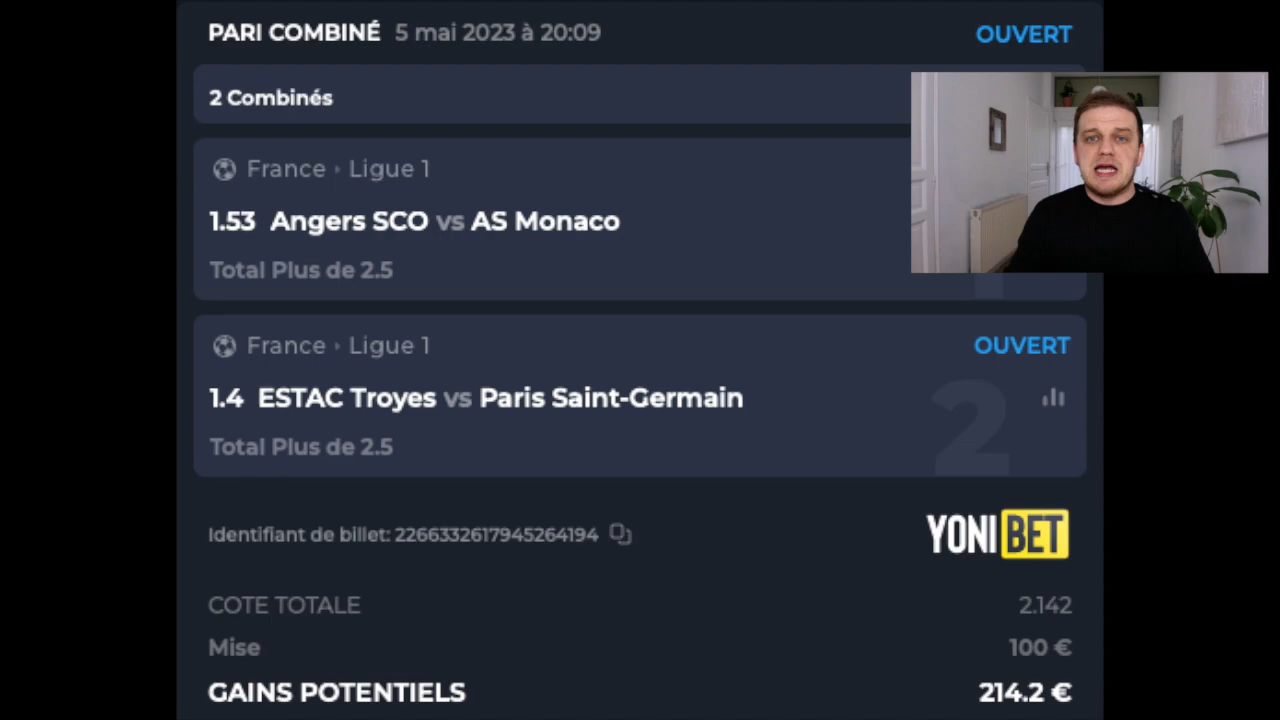 PARI COMBINÉ 5 mai 2023 à 20:09 OUVERT
2 Combinés
France › Ligue 1
1.53 Angers SCO vs AS Monaco
Total Plus de 2.5
France › Ligue 1 OUVERT
1.4 ESTAC Troyes vs Paris Saint-Germain
2
Total Plus de 2.5
Identifiant de billet: 2266332617945264194 YONIBET
COTE TOTALE 2.142
Mise 100 €
GAINS POTENTIELS 214.2 €